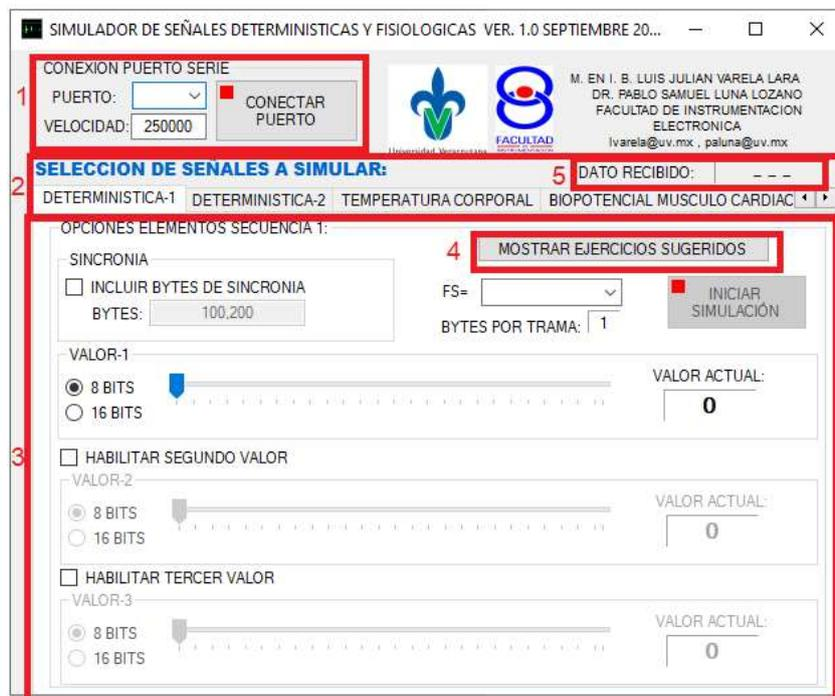 SIMULADOR DE SEÑALES DETERMINISTICAS Y FISIOLOGICAS VER. 1.0 SEPTIEMBRE 20...
CONEXION PUERTO SERIE
1
PUERTO:
CONECTAR PUERTO
VELOCIDAD: 250000
Universidad Veracruzana
FACULTAD
M. EN I. B. LUIS JULIAN VARELA LARA
DR. PABLO SAMUEL LUNA LOZANO
FACULTAD DE INSTRUMENTACION
ELECTRONICA
lvarela@uv.mx , paluna@uv.mx
2
SELECCION DE SEÑALES A SIMULAR:
5
DATO RECIBIDO: _ _ _
DETERMINISTICA-1 DETERMINISTICA-2 TEMPERATURA CORPORAL BIOPOTENCIAL MUSCULO CARDIAC
OPCIONES ELEMENTOS SECUENCIA 1:
4
MOSTRAR EJERCICIOS SUGERIDOS
SINCRONIA
INCLUIR BYTES DE SINCRONIA
BYTES: 100,200
FS=
BYTES POR TRAMA: 1
INICIAR
SIMULACIÓN
VALOR-1
8 BITS
16 BITS
VALOR ACTUAL:
0
3
HABILITAR SEGUNDO VALOR
VALOR-2
8 BITS
16 BITS
VALOR ACTUAL:
0
HABILITAR TERCER VALOR
VALOR-3
8 BITS
16 BITS
VALOR ACTUAL:
0